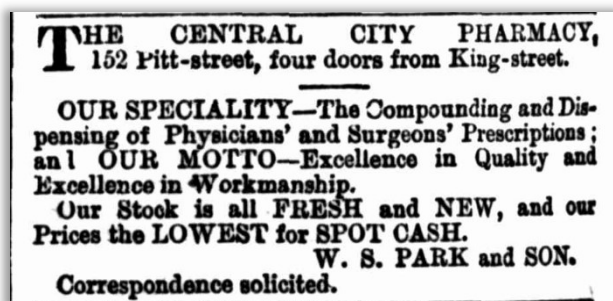 THE CENTRAL CITY PHARMACY,
152 Pitt-street, four doors from King-street.
OUR SPECIALITY—The Compounding and Dis-
pensing of Physicians' and Surgeons' Prescriptions;
and OUR MOTTO—Excellence in Quality and
Excellence in Workmanship.
Our Stock is all FRESH and NEW, and our
Prices the LOWEST for SPOT CASH.
W. S. PARK and SON.
Correspondence solicited.